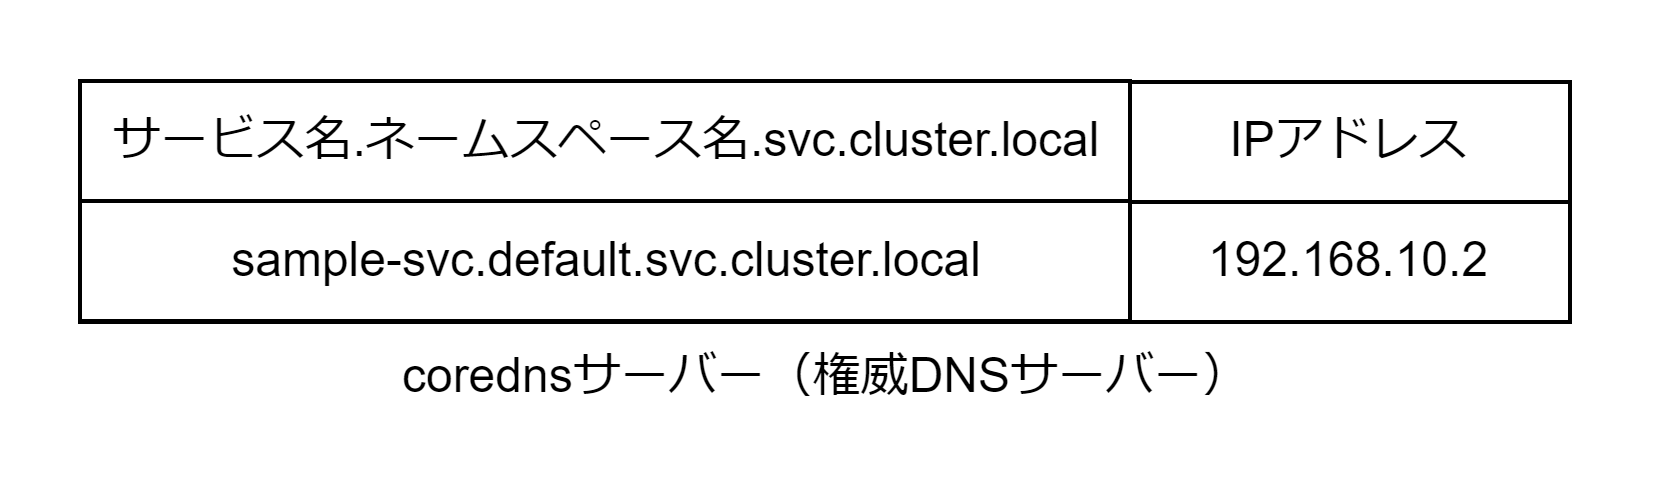 サービス名.ネームスペース名.svc.cluster.local
IPアドレス
sample-svc.default.svc.cluster.local
192.168.10.2
corednsサーバー（権威DNSサーバー）